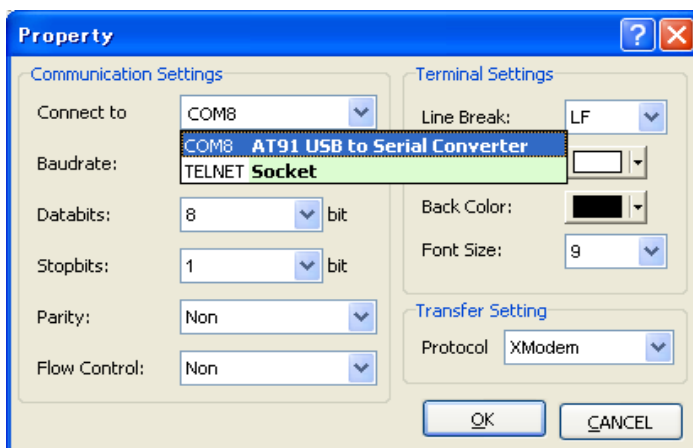 Property
Communication Settings
Connect to COM8
COM8 AT91 USB to Serial Converter
TELNET Socket
Baudrate:
Databits: 8 bit
Stopbits: 1 bit
Parity: Non
Flow Control: Non
Terminal Settings
Line Break: LF
Back Color:
Font Size: 9
Transfer Setting
Protocol XModem
OK CANCEL